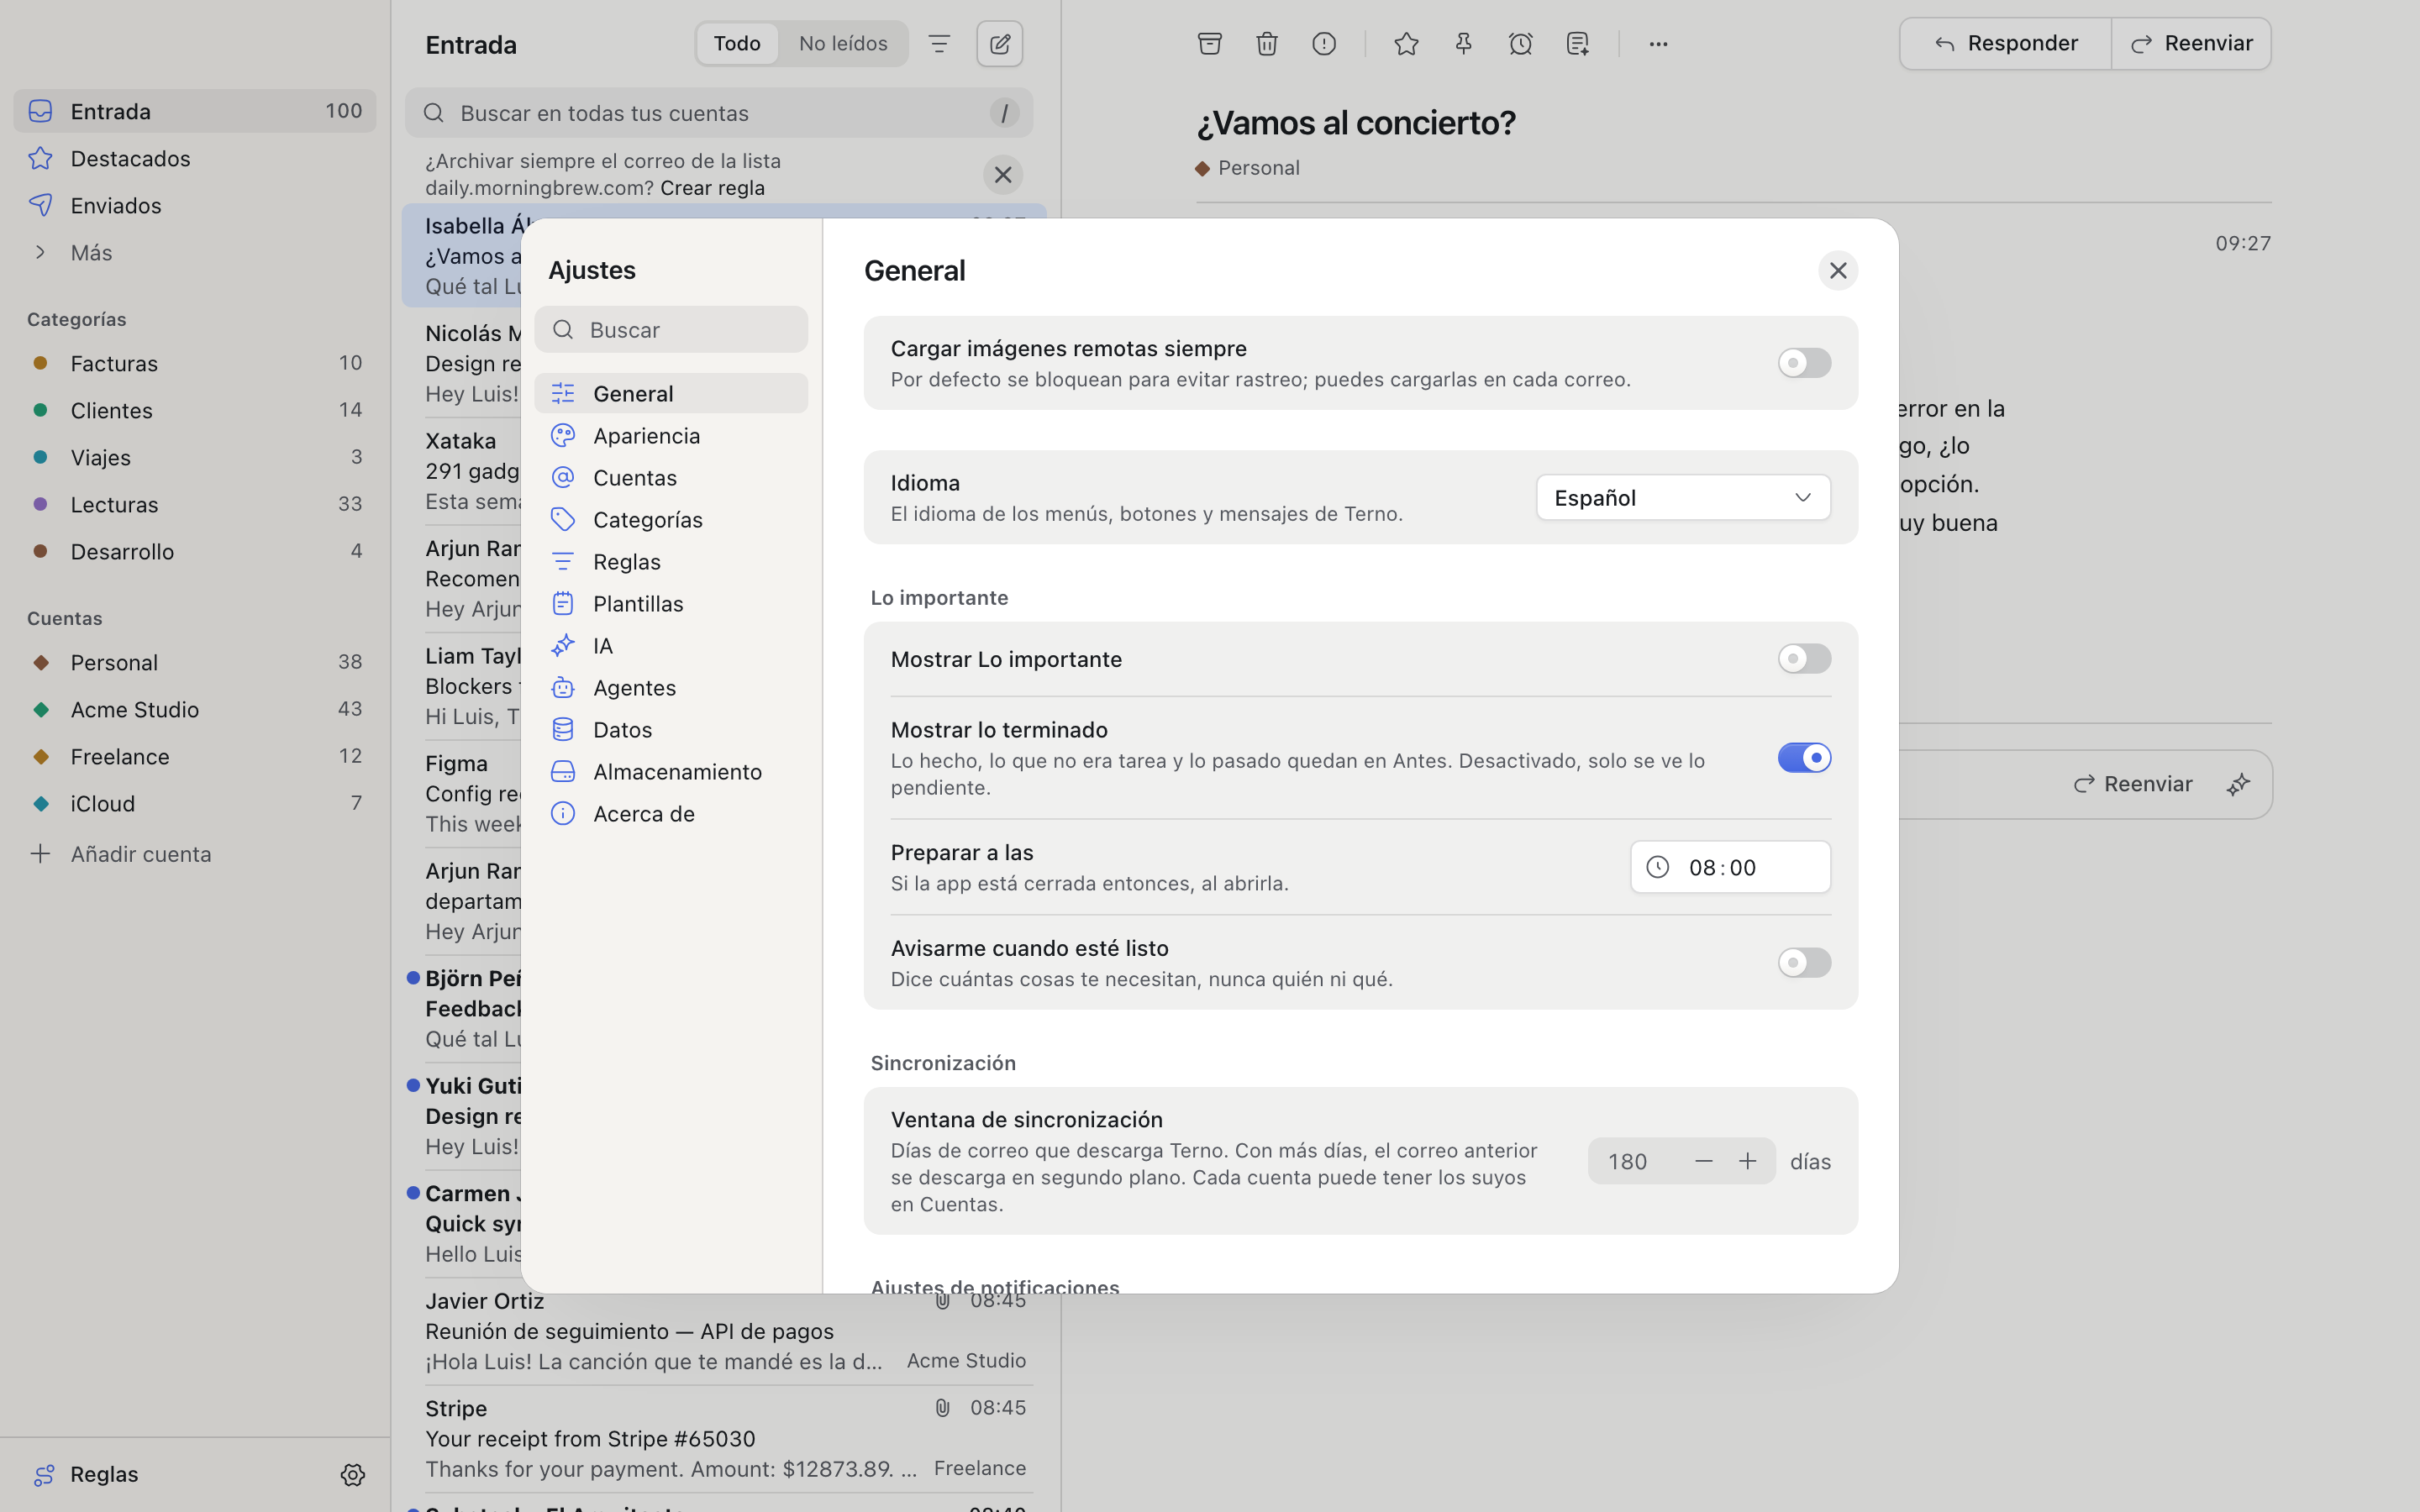 Entrada 100
Destacados
Enviados
Más
Categorías
Facturas 10
Clientes 14
Viajes 3
Lecturas 33
Desarrollo 4
Cuentas
Personal 38
Acme Studio 43
Freelance 12
iCloud 7
Añadir cuenta
Reglas
Entrada
Todo No leídos
Buscar en todas tus cuentas /
¿Archivar siempre el correo de la lista
daily.morningbrew.com? Crear regla
Isabella
¿Vamos a
Qué tal
Nicolás
Design
Hey Luis!
Xataka
291
Esta
Arjun
Hey
Liam
Blockers
Hi Luis,
Figma
Config
This week
Arjun
Hey
Björn
Feedback
Qué tal
Yuki
Design
Hey Luis!
Carmen
Quick
Hello Luis
Javier Ortiz 08:45
Reunión de seguimiento — API de pagos
¡Hola Luis! La canción que te mandé es la d... Acme Studio
Stripe 08:45
Your receipt from Stripe #65030
Thanks for your payment. Amount: $12873.89. ... Freelance
Responder Reenviar
¿Vamos al concierto?
Personal
09:27
error en la
go, ¿lo
opción.
uy buena
Reenviar
Ajustes
Buscar
General
Apariencia
Cuentas
Categorías
Reglas
Plantillas
IA
Agentes
Datos
Almacenamiento
Acerca de
General
Cargar imágenes remotas siempre
Por defecto se bloquean para evitar rastreo; puedes cargarlas en cada correo.
Idioma
El idioma de los menús, botones y mensajes de Terno.
Español
Lo importante
Mostrar Lo importante
Mostrar lo terminado
Lo hecho, lo que no era tarea y lo pasado quedan en Antes. Desactivado, solo se ve lo
pendiente.
Preparar a las
Si la app está cerrada entonces, al abrirla.
08:00
Avisarme cuando esté listo
Dice cuántas cosas te necesitan, nunca quién ni qué.
Sincronización
Ventana de sincronización
Días de correo que descarga Terno. Con más días, el correo anterior
se descarga en segundo plano. Cada cuenta puede tener los suyos
en Cuentas.
180 días
Ajustes de notificaciones